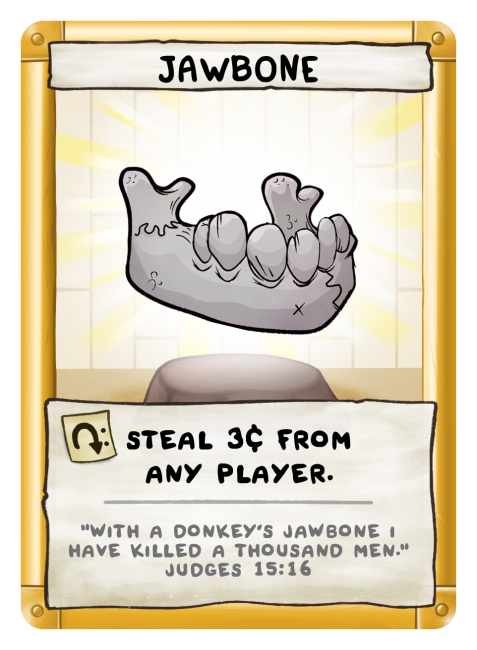 JAWBONE
: STEAL 3¢ FROM
ANY PLAYER.
"WITH A DONKEY'S JAWBONE I
HAVE KILLED A THOUSAND MEN."
JUDGES 15:16